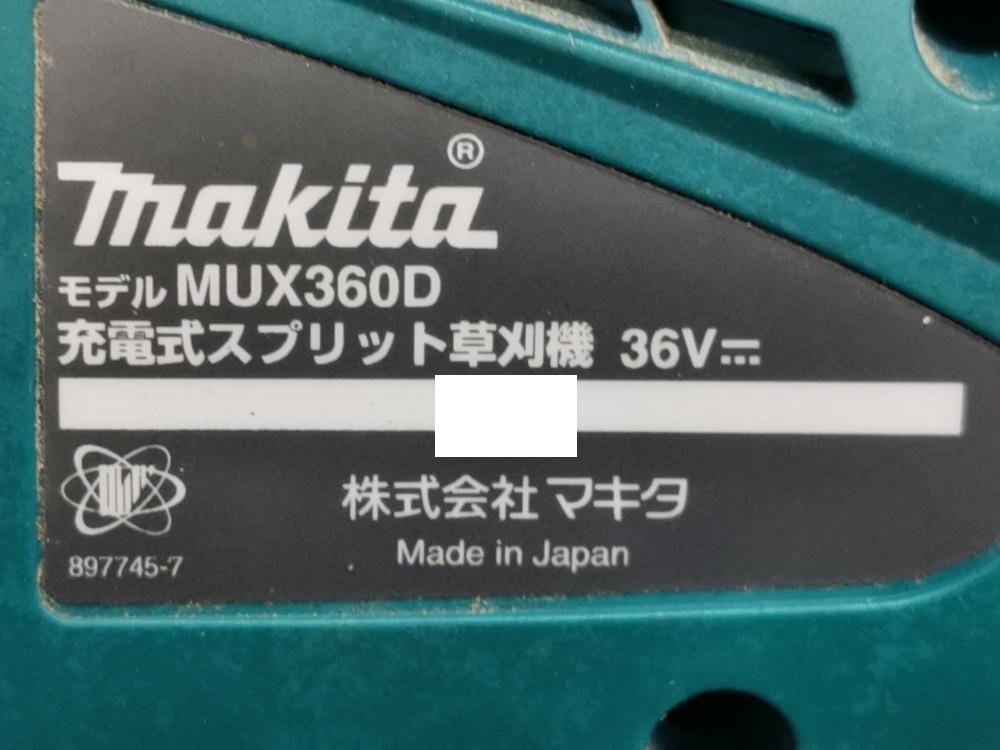 makita®
モデル MUX360D
充電式スプリット草刈機 36V⎓
株式会社マキタ
897745-7
Made in Japan